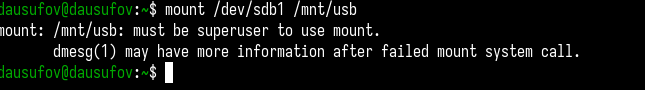 dausufov@dausufov:~$ mount /dev/sdb1 /mnt/usb
mount: /mnt/usb: must be superuser to use mount.
       dmesg(1) may have more information after failed mount system call.
dausufov@dausufov:~$